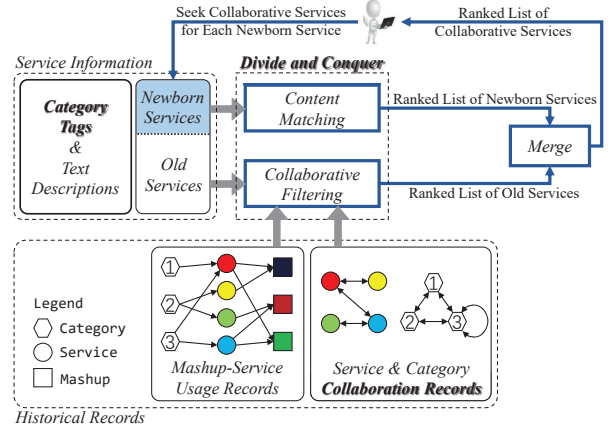 Seek Collaborative Services
for Each Newborn Service
Ranked List of
Collaborative Services
Service Information
Divide and Conquer
Category
Tags
&
Text
Descriptions
Newborn
Services
Old
Services
Content
Matching
Collaborative
Filtering
Ranked List of Newborn Services
Merge
Ranked List of Old Services
Legend
Category
Service
Mashup
1
2
3
Mashup-Service
Usage Records
1
2
3
Service & Category
Collaboration Records
Historical Records